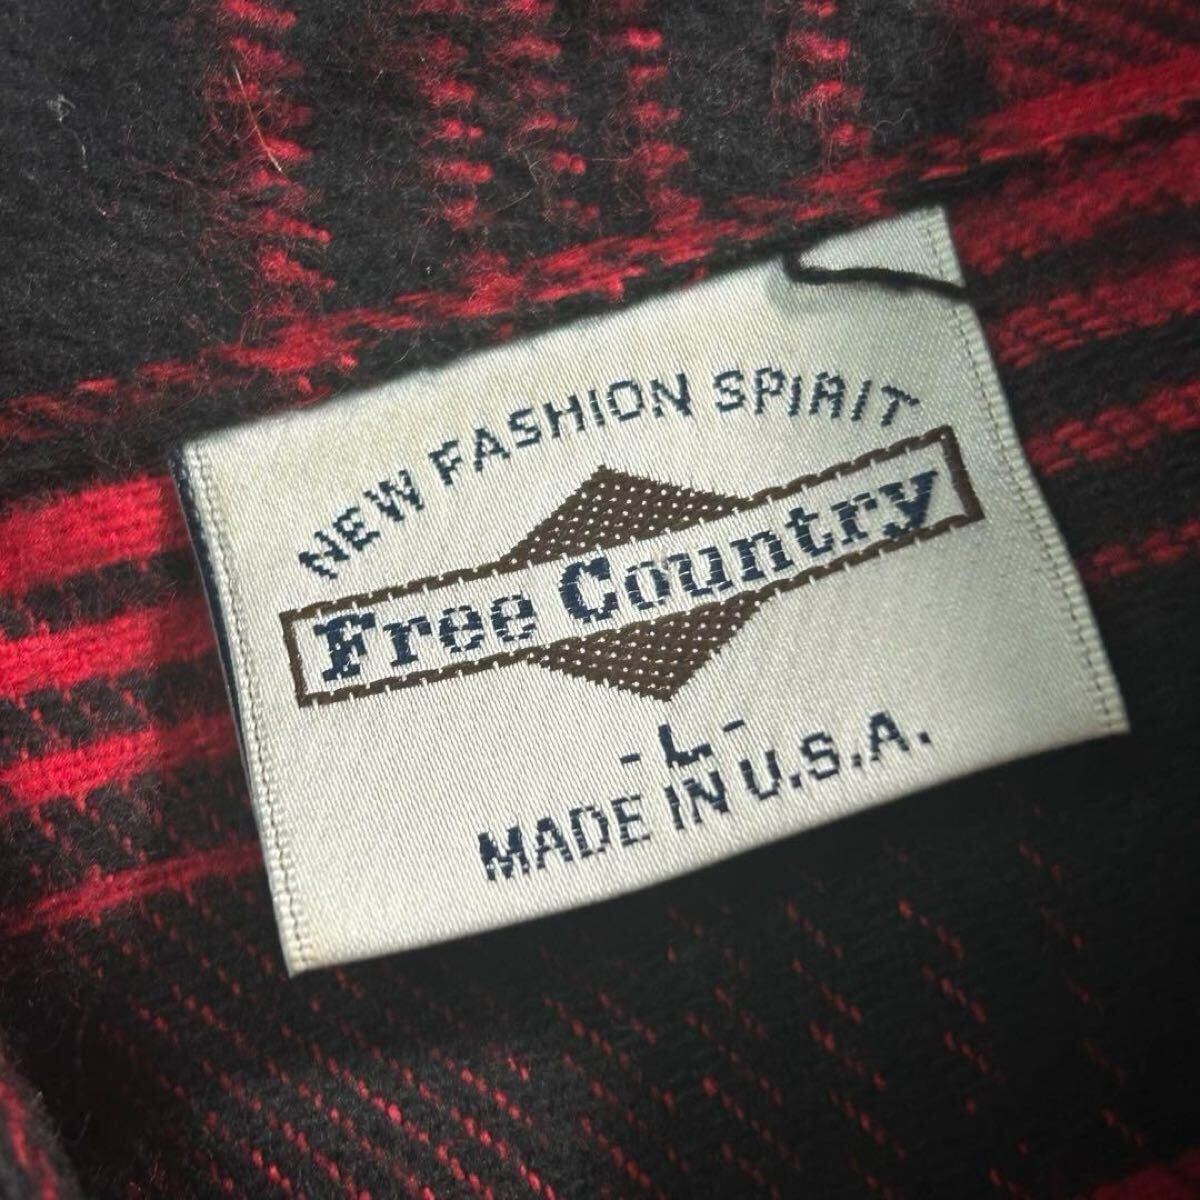 NEW FASHION SPIRIT
Free Country
- L -
MADE IN U.S.A.